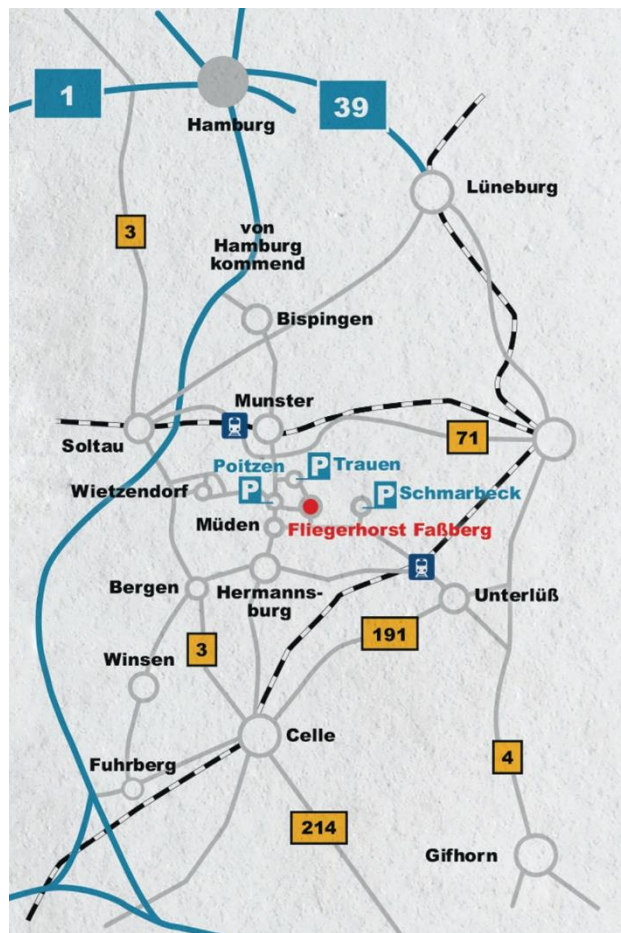 1
39
Hamburg
Lüneburg
3
von
Hamburg
kommend
Bispingen
Munster
Soltau
71
Poitzen
P Trauen
Wietzendorf
P
P Schmarbeck
Müden
Fliegerhorst Faßberg
Bergen
Hermanns-
burg
Unterlüß
3
191
Winsen
Celle
Fuhrberg
4
214
Gifhorn